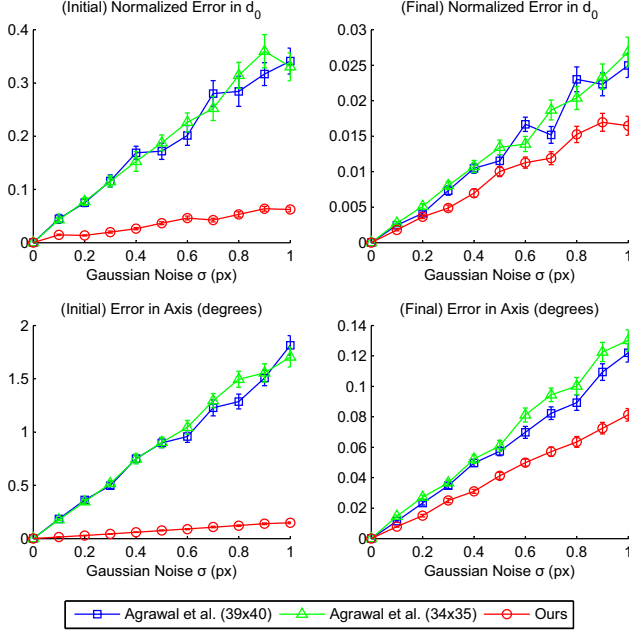 (Initial) Normalized Error in d0
(Final) Normalized Error in d0
0.4
0.3
0.2
0.1
0
0 0.2 0.4 0.6 0.8 1
Gaussian Noise σ (px)
0.03
0.025
0.02
0.015
0.01
0.005
0
0 0.2 0.4 0.6 0.8 1
Gaussian Noise σ (px)
(Initial) Error in Axis (degrees)
(Final) Error in Axis (degrees)
2
1.5
1
0.5
0
0 0.2 0.4 0.6 0.8 1
Gaussian Noise σ (px)
0.14
0.12
0.1
0.08
0.06
0.04
0.02
0
0 0.2 0.4 0.6 0.8 1
Gaussian Noise σ (px)
Agrawal et al. (39x40) Agrawal et al. (34x35) Ours